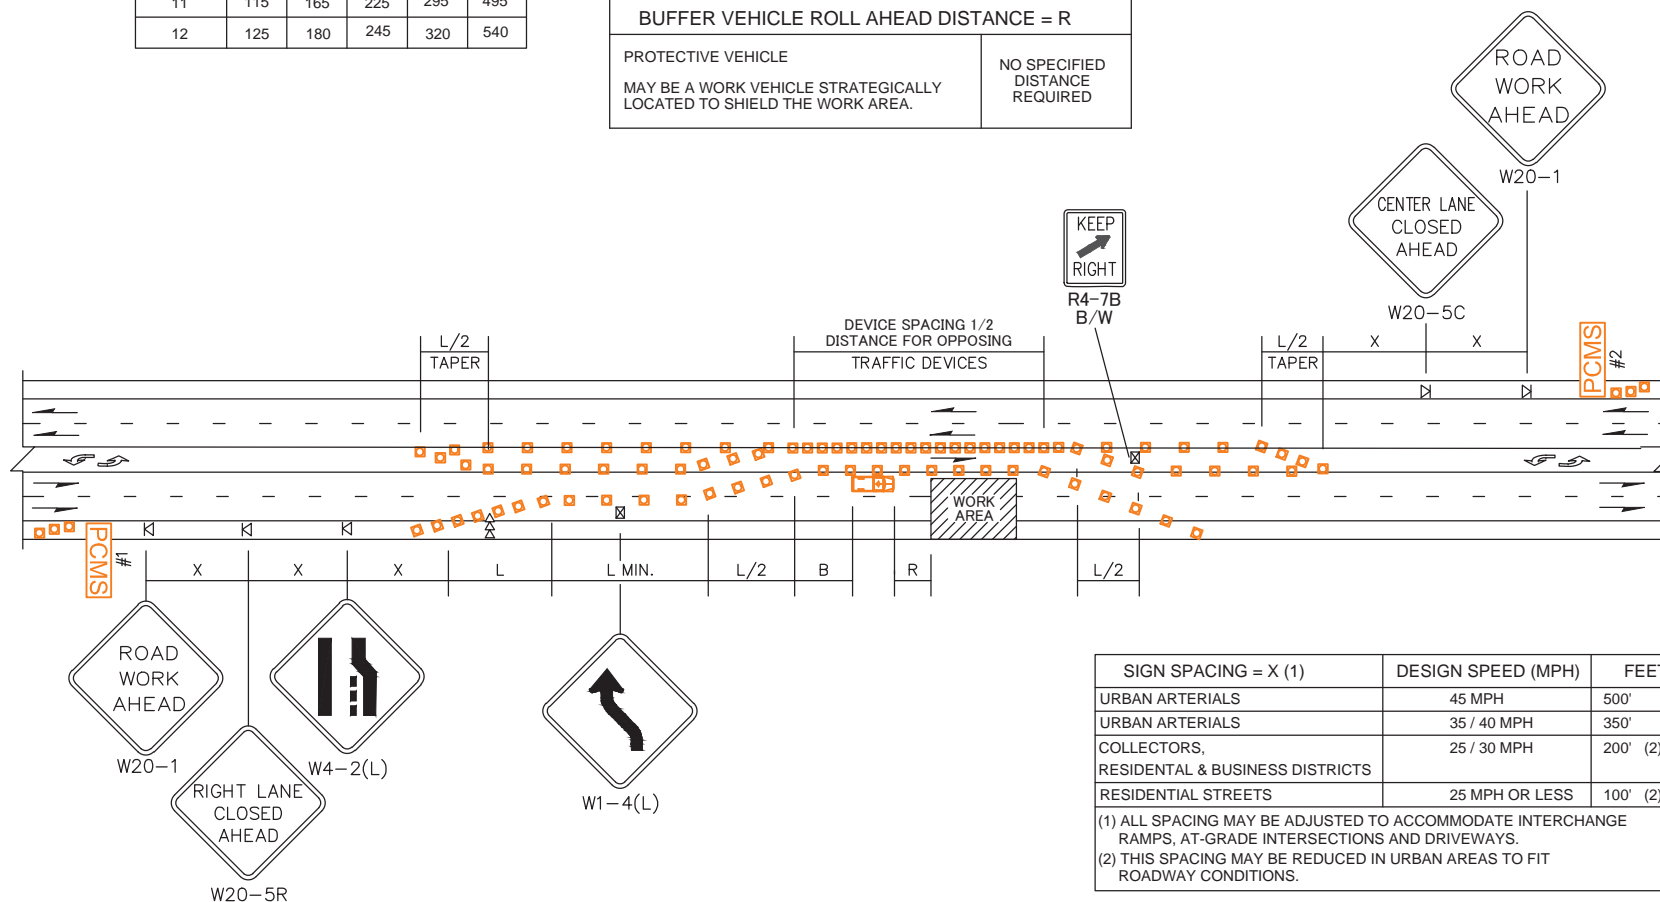 11 115 165 225 295 495
12 125 180 245 320 540
BUFFER VEHICLE ROLL AHEAD DISTANCE = R
PROTECTIVE VEHICLE
MAY BE A WORK VEHICLE STRATEGICALLY
LOCATED TO SHIELD THE WORK AREA.
NO SPECIFIED
DISTANCE
REQUIRED
ROAD
WORK
AHEAD
W20-1
CENTER LANE
CLOSED
AHEAD
W20-5C
KEEP
RIGHT
R4-7B
B/W
L/2
TAPER
DEVICE SPACING 1/2
DISTANCE FOR OPPOSING
TRAFFIC DEVICES
L/2
TAPER
X
X
PCMS
#2
WORK
AREA
PCMS
#1
X
X
X
L
L MIN.
L/2
B
R
L/2
ROAD
WORK
AHEAD
W20-1
RIGHT LANE
CLOSED
AHEAD
W20-5R
W4-2(L)
W1-4(L)
SIGN SPACING = X (1) DESIGN SPEED (MPH) FEET
URBAN ARTERIALS 45 MPH 500'
URBAN ARTERIALS 35 / 40 MPH 350'
COLLECTORS, 25 / 30 MPH 200' (2)
RESIDENTAL & BUSINESS DISTRICTS
RESIDENTIAL STREETS 25 MPH OR LESS 100' (2)
(1) ALL SPACING MAY BE ADJUSTED TO ACCOMMODATE INTERCHANGE
RAMPS, AT-GRADE INTERSECTIONS AND DRIVEWAYS.
(2) THIS SPACING MAY BE REDUCED IN URBAN AREAS TO FIT
ROADWAY CONDITIONS.